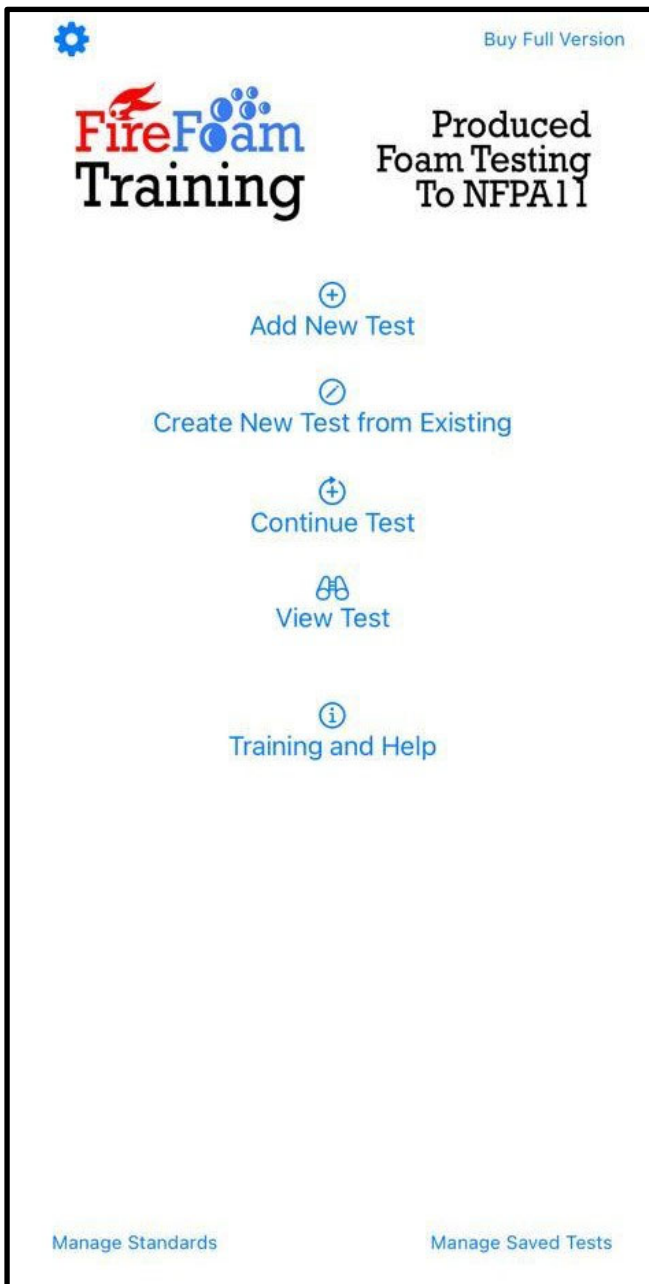 Buy Full Version
FireFoam
Training
Produced
Foam Testing
To NFPA11
Add New Test
Create New Test from Existing
Continue Test
View Test
Training and Help
Manage Standards
Manage Saved Tests